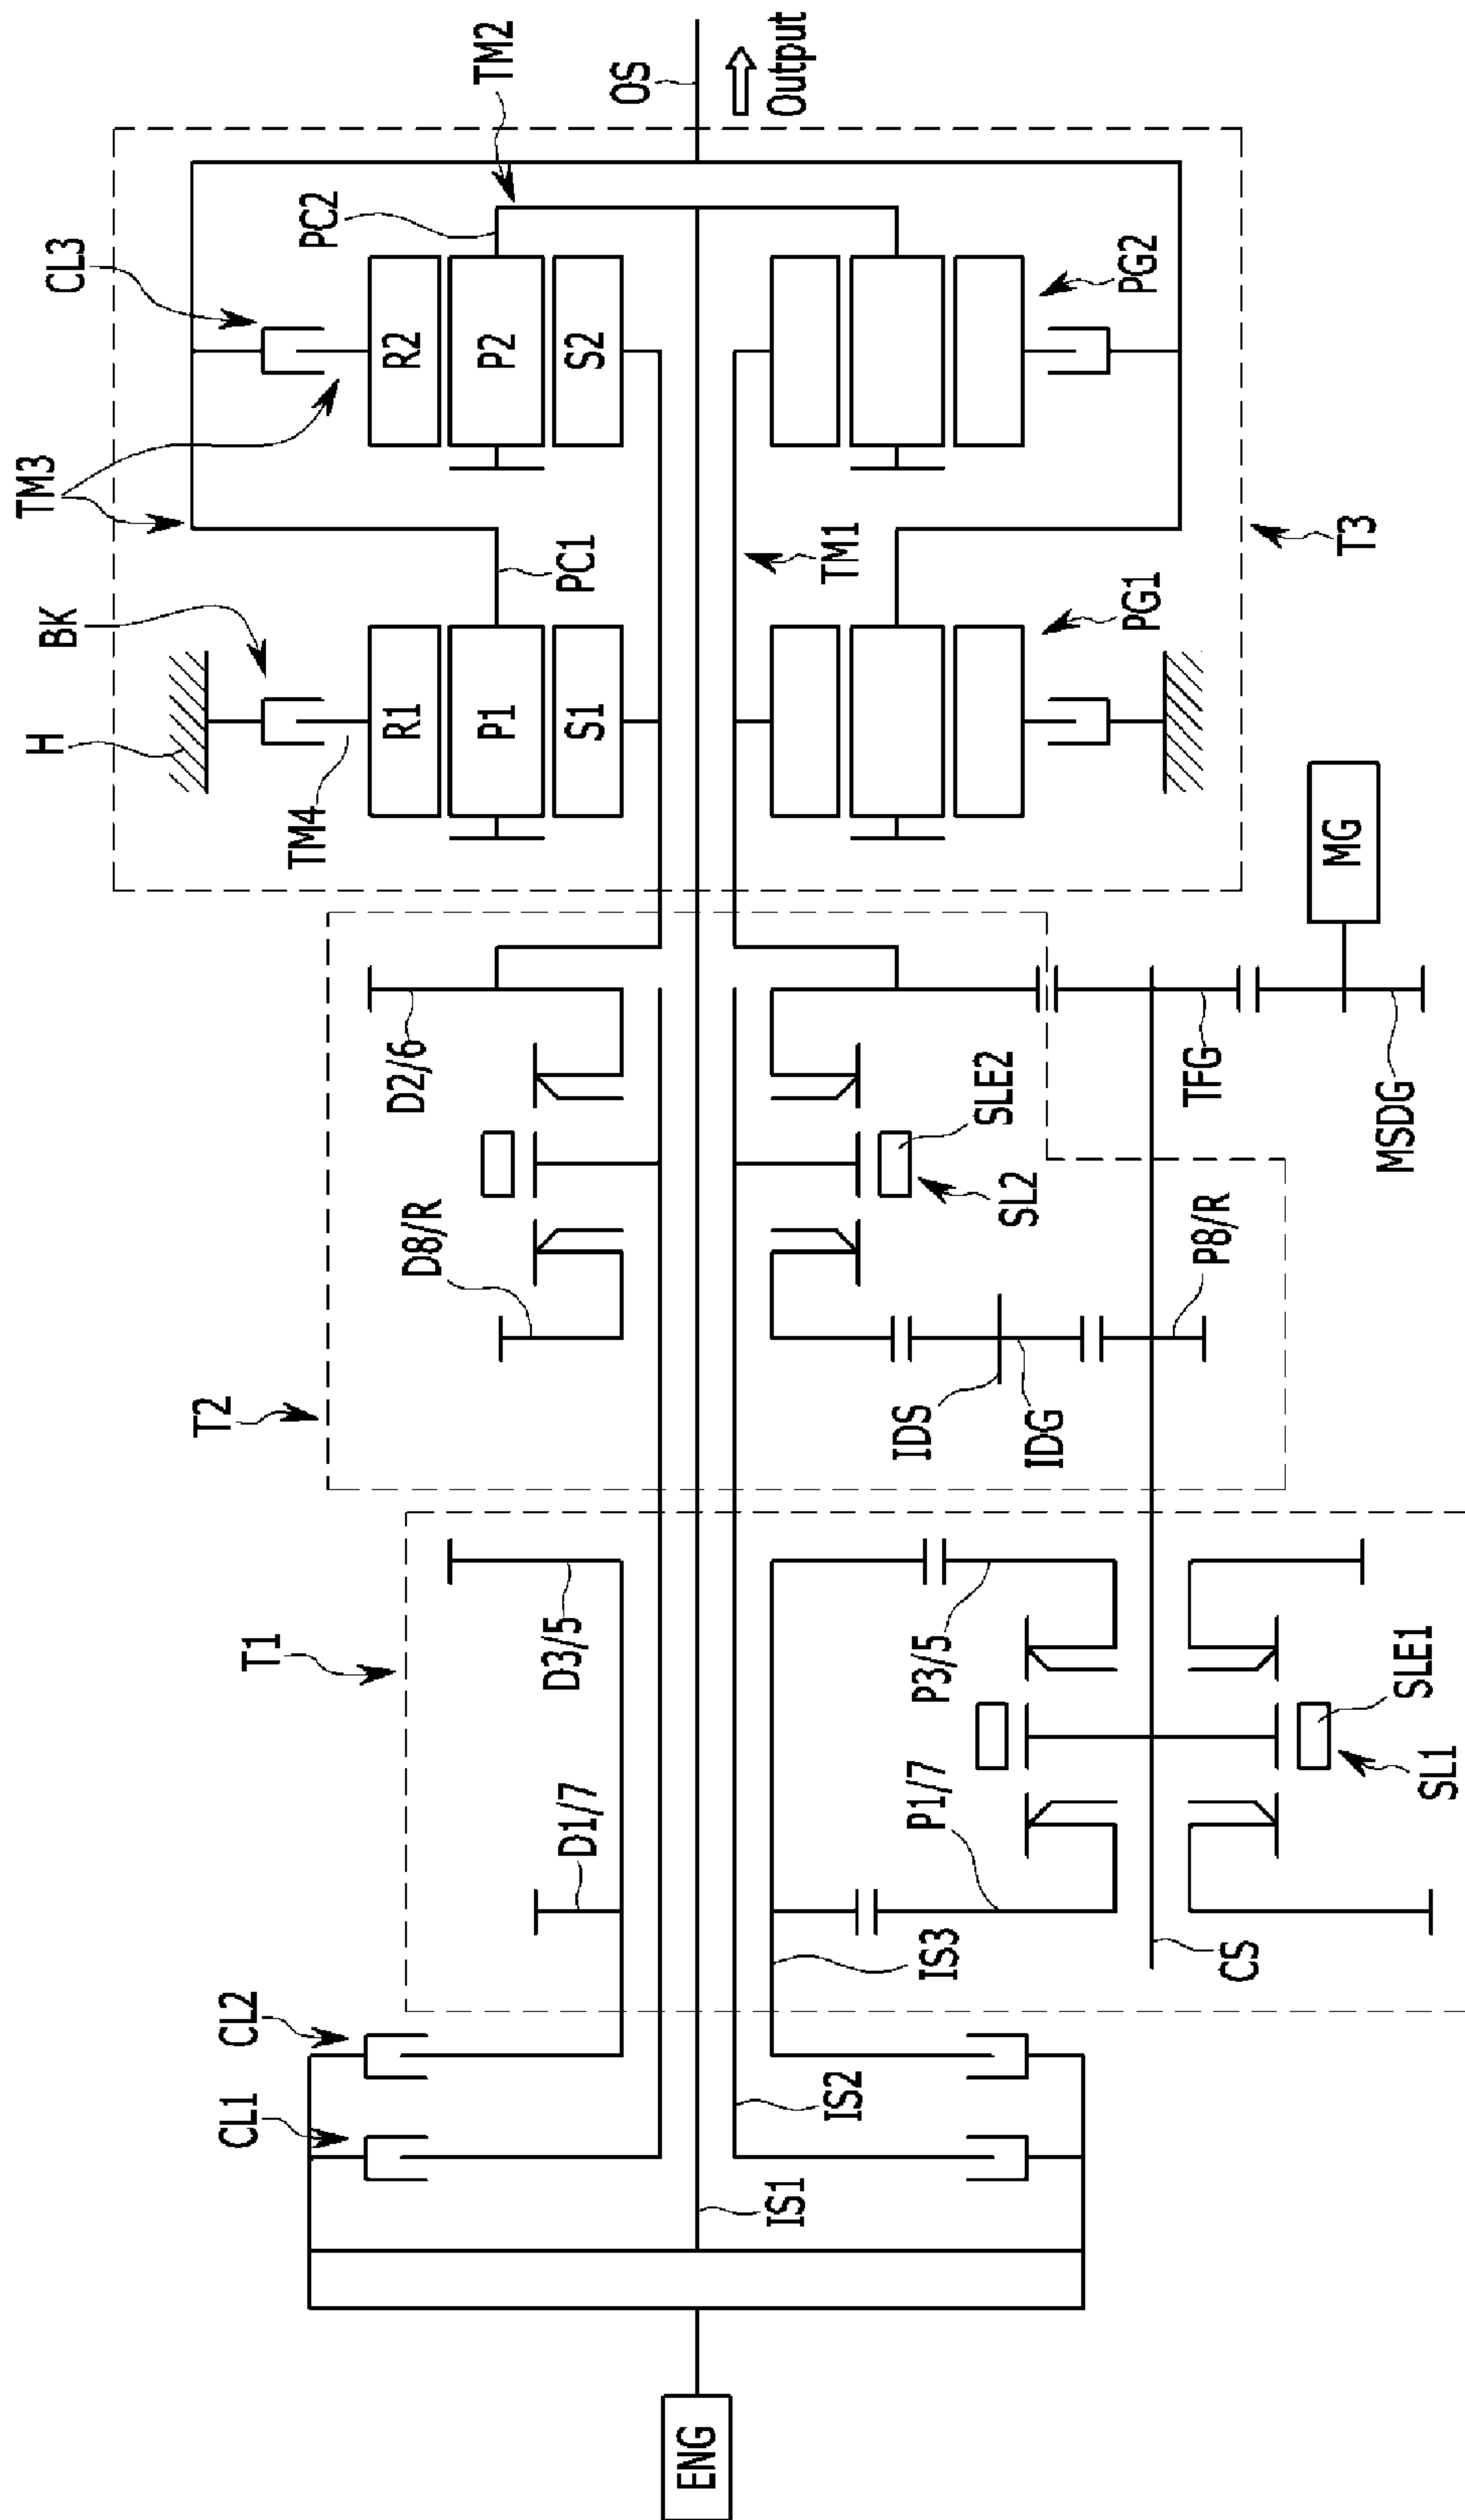 TM3
CL3
TM2
OS
Output
PC2
BK
H
R2
P2
S2
PG2
PC1
TM1
T3
TM4
R1
P1
S1
PG1
MG
D2/6
D8/R
SLE2
SL2
TFG
MSDG
T2
IDS
IDG
P8/R
T1
D3/5
D1/7
P3/5
P1/7
SLE1
SL1
CL2
CL1
IS3
CS
IS2
IS1
ENG